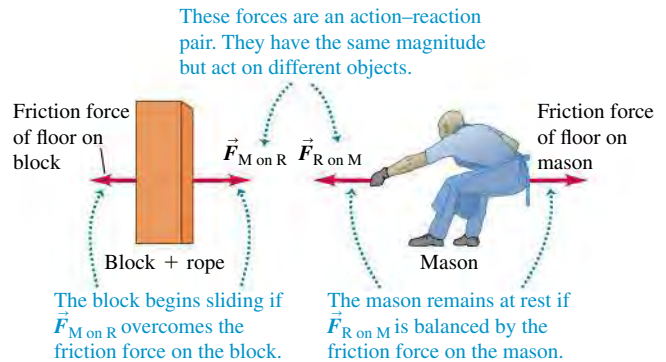 These forces are an action–reaction
pair. They have the same magnitude
but act on different objects.
Friction force
of floor on
block
F⃗M on R
F⃗R on M
Friction force
of floor on
mason
Block + rope
Mason
The block begins sliding if
F⃗M on R overcomes the
friction force on the block.
The mason remains at rest if
F⃗R on M is balanced by the
friction force on the mason.